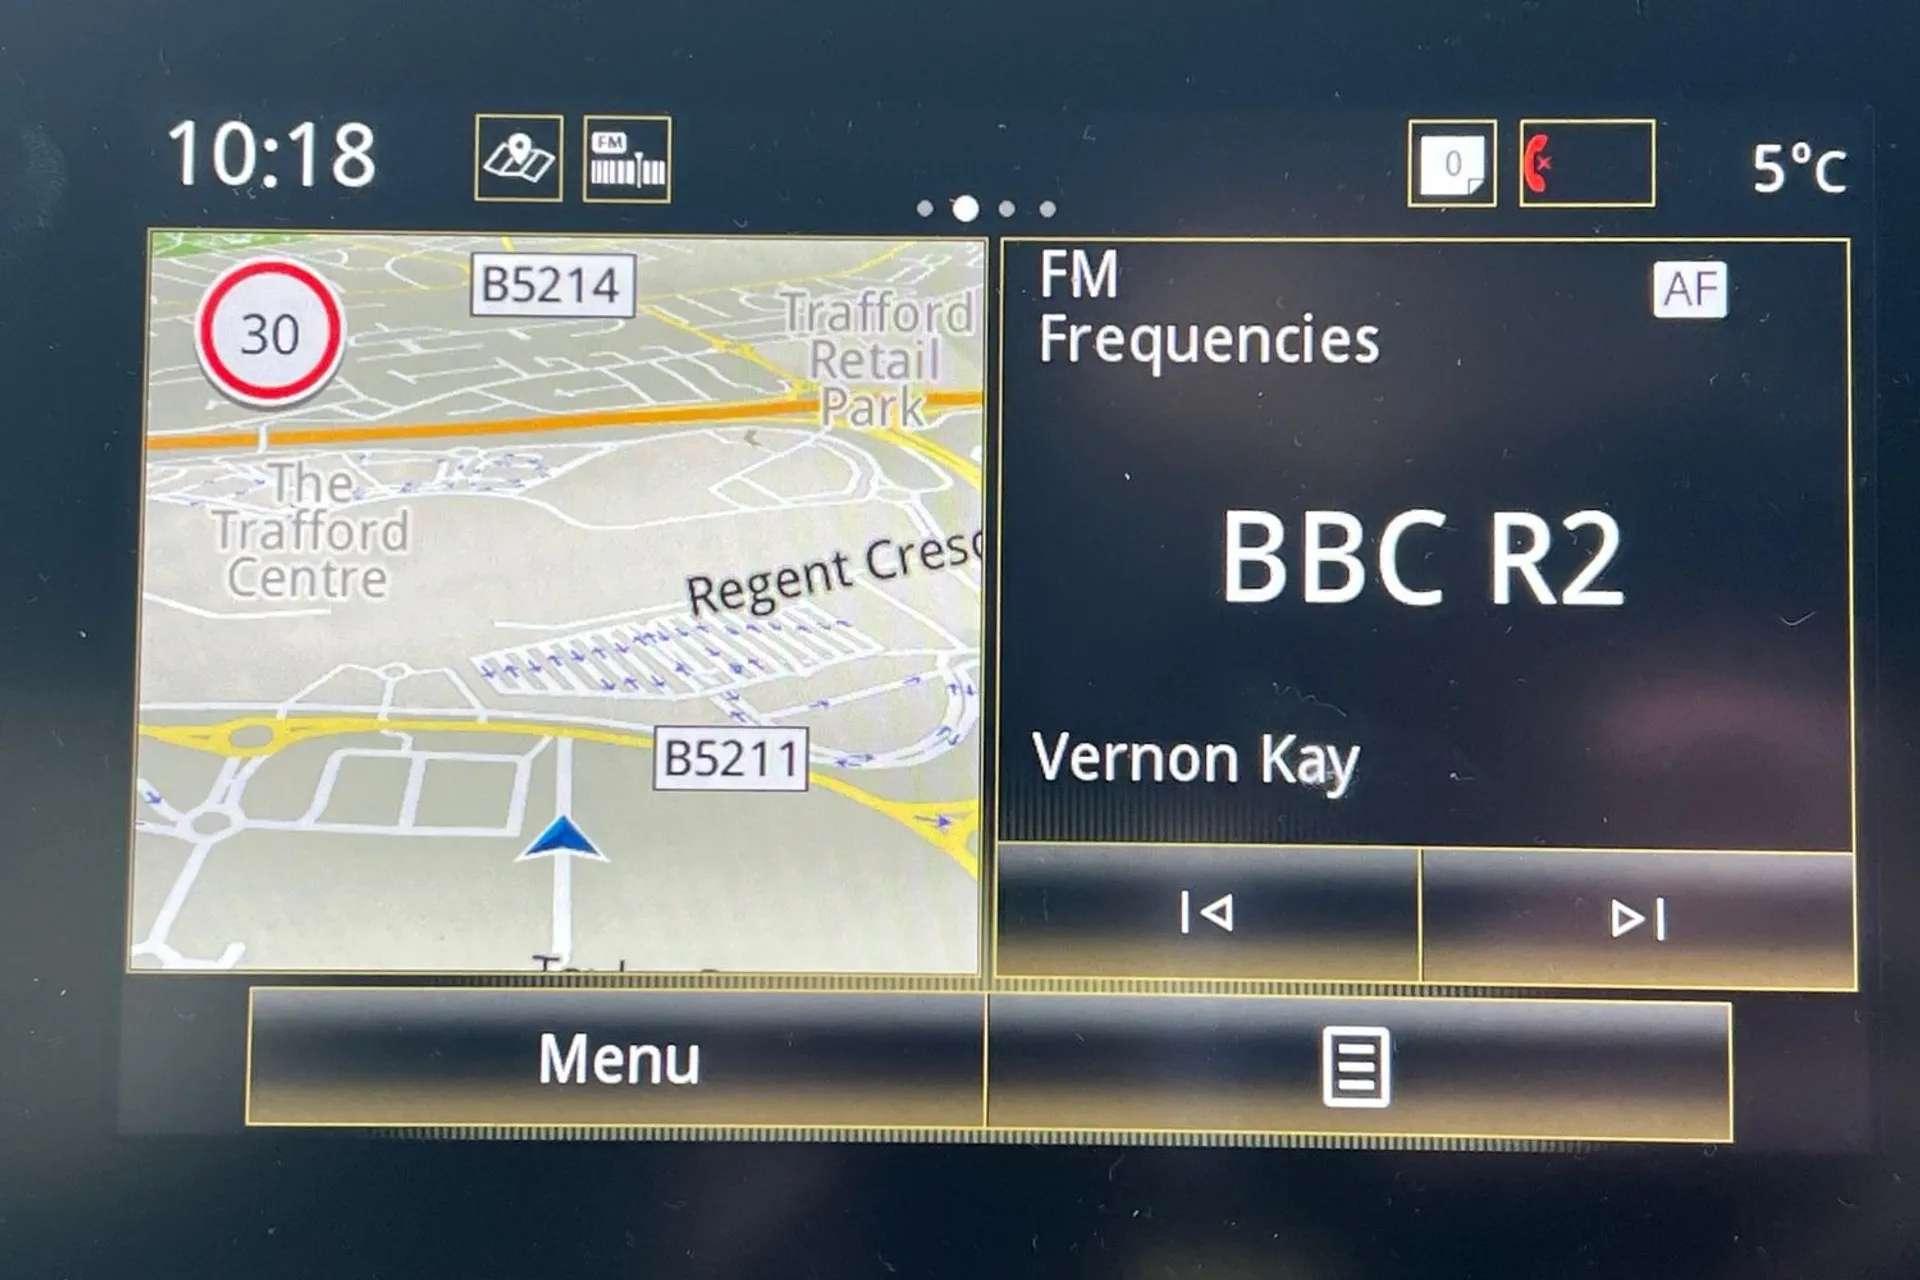 10:18
FM
0
5°C
30
B5214
Trafford
Retail
Park
The
Trafford
Centre
Regent Cresc
B5211
FM
Frequencies
AF
BBC R2
Vernon Kay
Menu